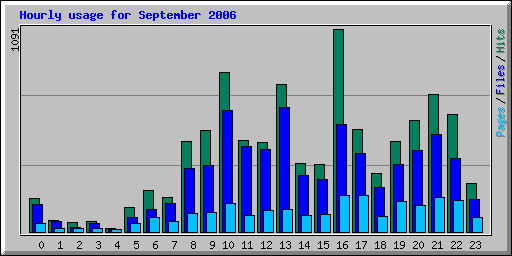 Hourly usage for September 2006
1091
Pages/Files/Hits
0 1 2 3 4 5 6 7 8 9 10 11 12 13 14 15 16 17 18 19 20 21 22 23